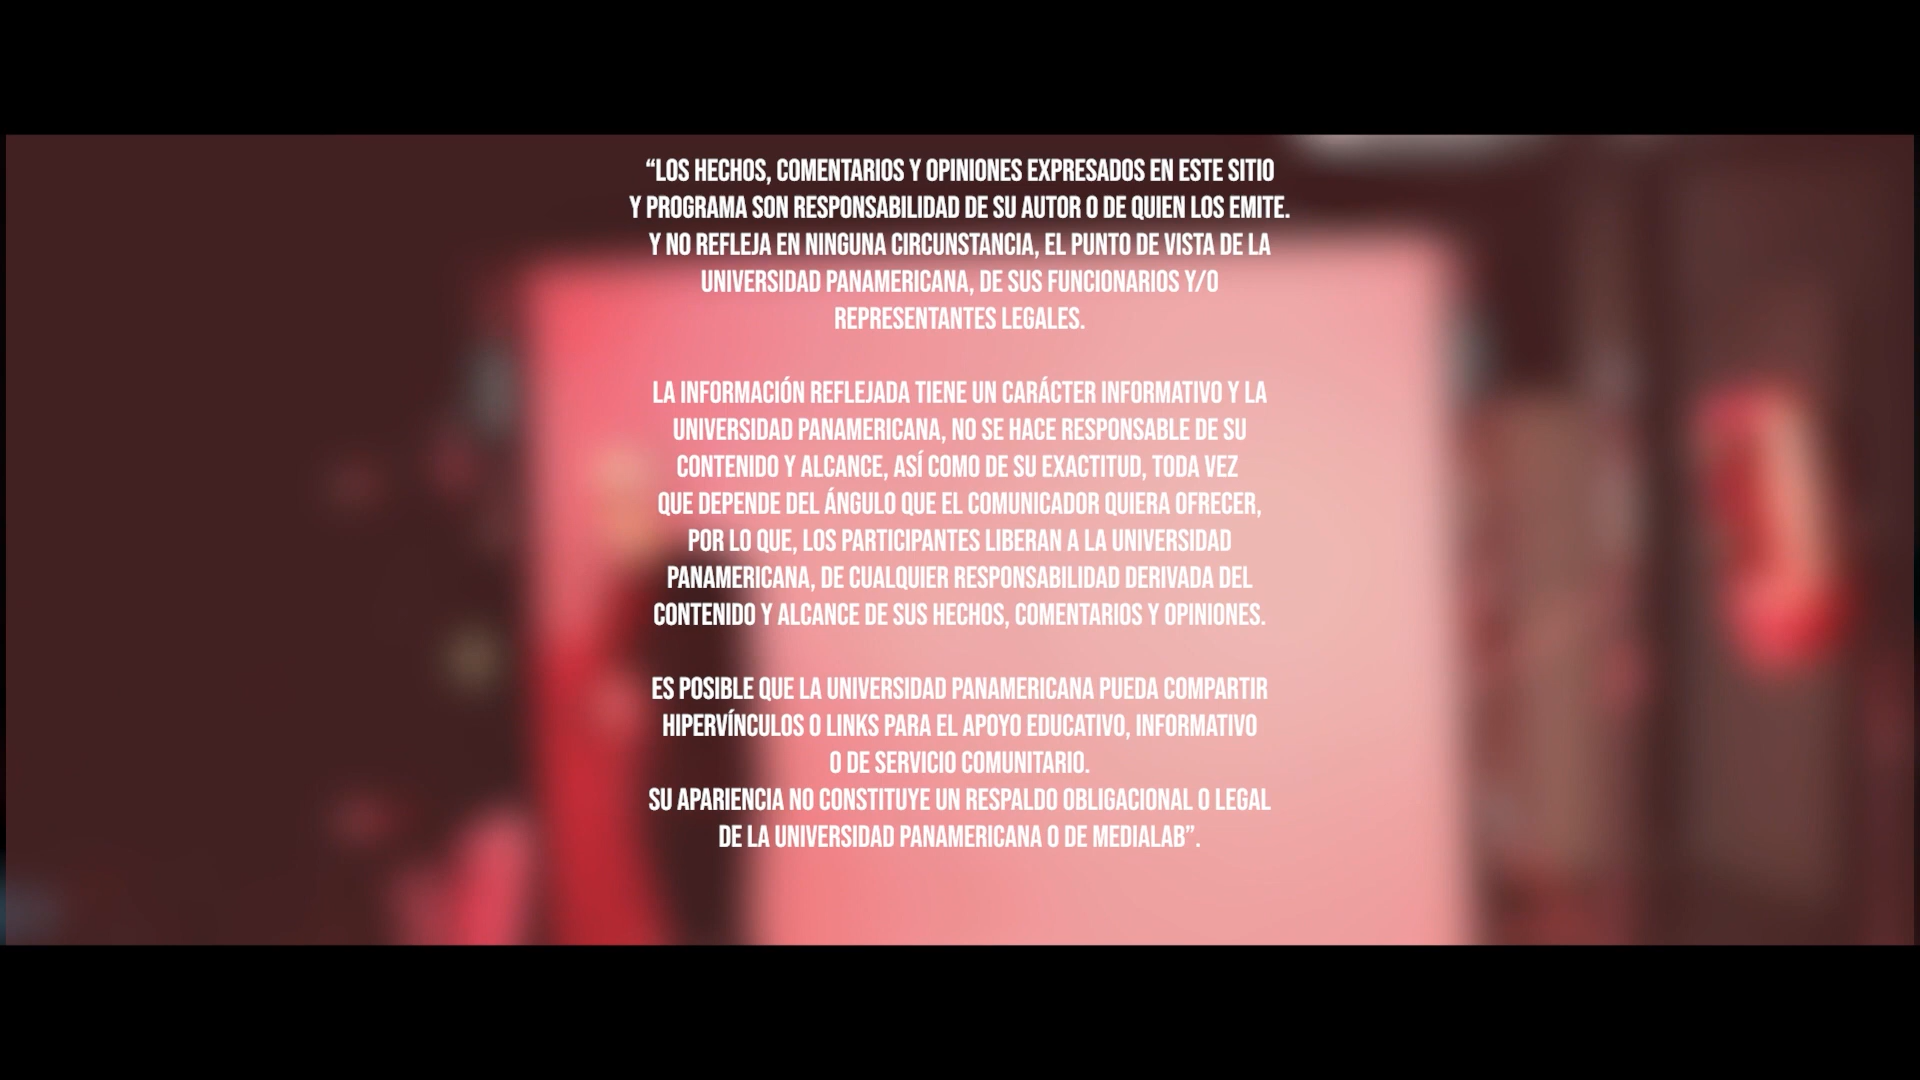 “LOS HECHOS, COMENTARIOS Y OPINIONES EXPRESADOS EN ESTE SITIO
Y PROGRAMA SON RESPONSABILIDAD DE SU AUTOR O DE QUIEN LOS EMITE.
Y NO REFLEJA EN NINGUNA CIRCUNSTANCIA, EL PUNTO DE VISTA DE LA
UNIVERSIDAD PANAMERICANA, DE SUS FUNCIONARIOS Y/O
REPRESENTANTES LEGALES.
LA INFORMACIÓN REFLEJADA TIENE UN CARÁCTER INFORMATIVO Y LA
UNIVERSIDAD PANAMERICANA, NO SE HACE RESPONSABLE DE SU
CONTENIDO Y ALCANCE, ASÍ COMO DE SU EXACTITUD, TODA VEZ
QUE DEPENDE DEL ÁNGULO QUE EL COMUNICADOR QUIERA OFRECER,
POR LO QUE, LOS PARTICIPANTES LIBERAN A LA UNIVERSIDAD
PANAMERICANA, DE CUALQUIER RESPONSABILIDAD DERIVADA DEL
CONTENIDO Y ALCANCE DE SUS HECHOS, COMENTARIOS Y OPINIONES.
ES POSIBLE QUE LA UNIVERSIDAD PANAMERICANA PUEDA COMPARTIR
HIPERVÍNCULOS O LINKS PARA EL APOYO EDUCATIVO, INFORMATIVO
O DE SERVICIO COMUNITARIO.
SU APARIENCIA NO CONSTITUYE UN RESPALDO OBLIGACIONAL O LEGAL
DE LA UNIVERSIDAD PANAMERICANA O DE MEDIALAB”.